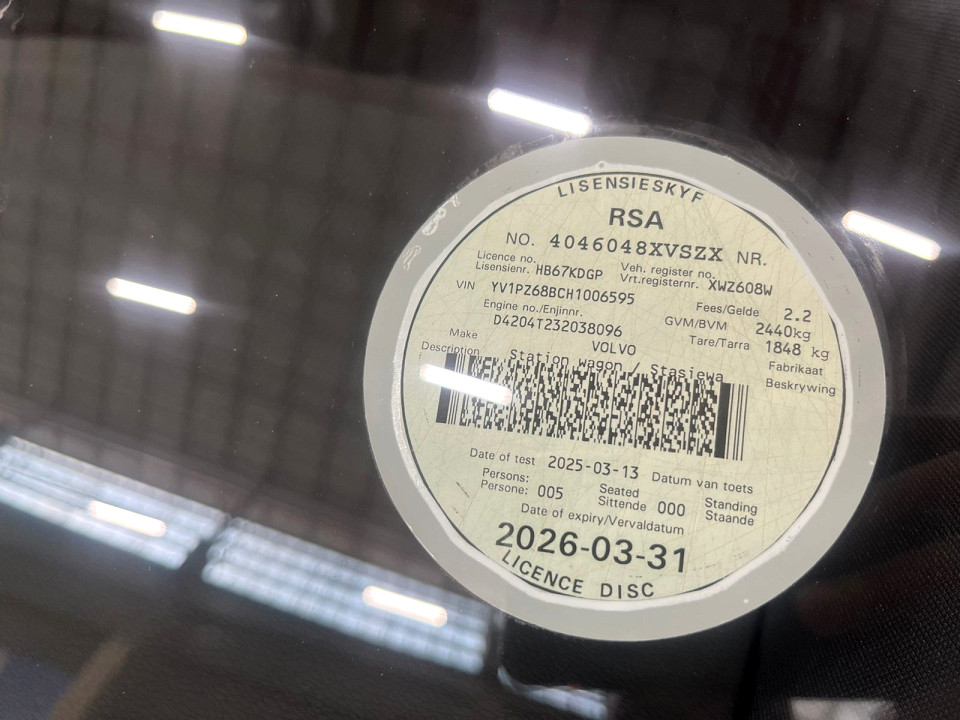 LISENSIESKYF
RSA
NO. 4046048XVSZX NR.
Licence no. Lisensienr. HB67KDGP Veh. register no. Vrt.registernr. XWZ608W
VIN YV1PZ68BCH1006595 Fees/Gelde 2.2
Engine no./Enjinnr. D4204T232038096 GVM/BVM 2440kg
Tare/Tarra 1848 kg
Make VOLVO Fabrikaat
Description Station wagon / Stasiewa Beskrywing
Date of test 2025-03-13 Datum van toets
Persons: Persone: 005 Seated Sittende 000 Standing Staande
Date of expiry/Vervaldatum
2026-03-31
LICENCE DISC